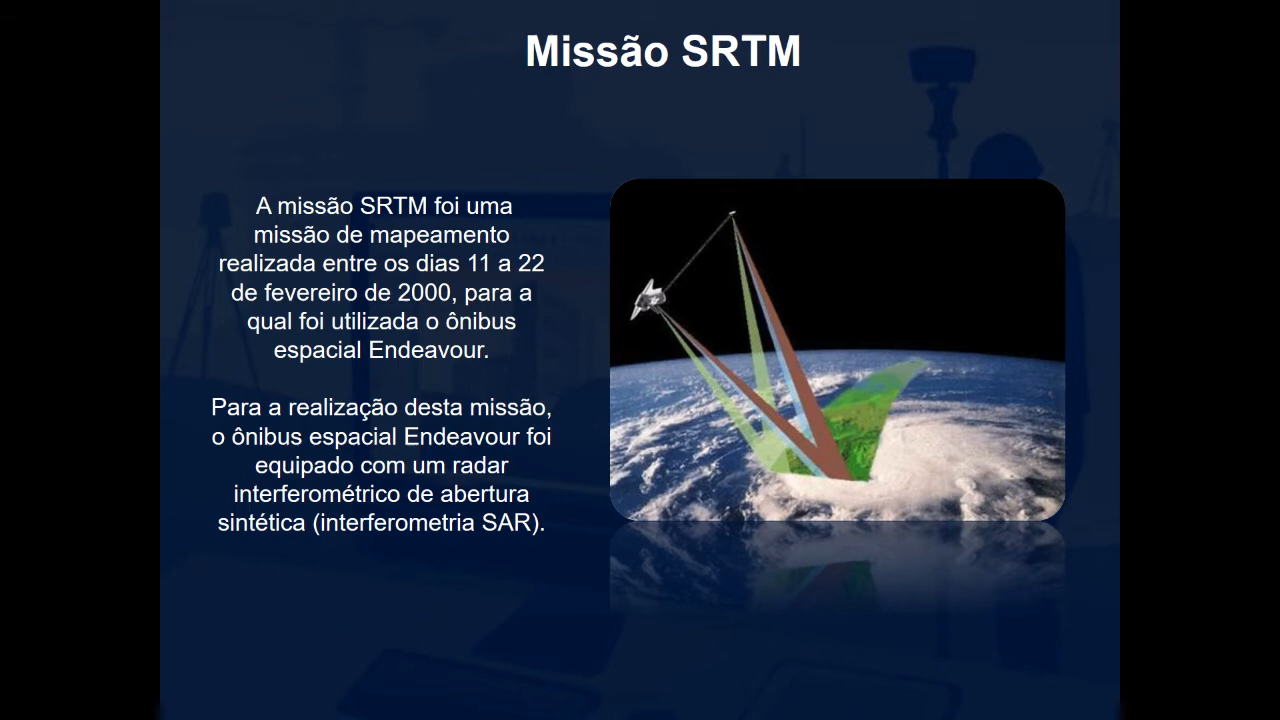 Missão SRTM
A missão SRTM foi uma
missão de mapeamento
realizada entre os dias 11 a 22
de fevereiro de 2000, para a
qual foi utilizada o ônibus
espacial Endeavour.
Para a realização desta missão,
o ônibus espacial Endeavour foi
equipado com um radar
interferométrico de abertura
sintética (interferometria SAR).